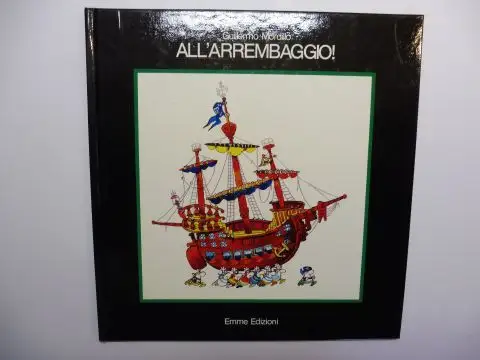 Guillermo Mordillo
ALL'ARREMBAGGIO!
Emme Edizioni